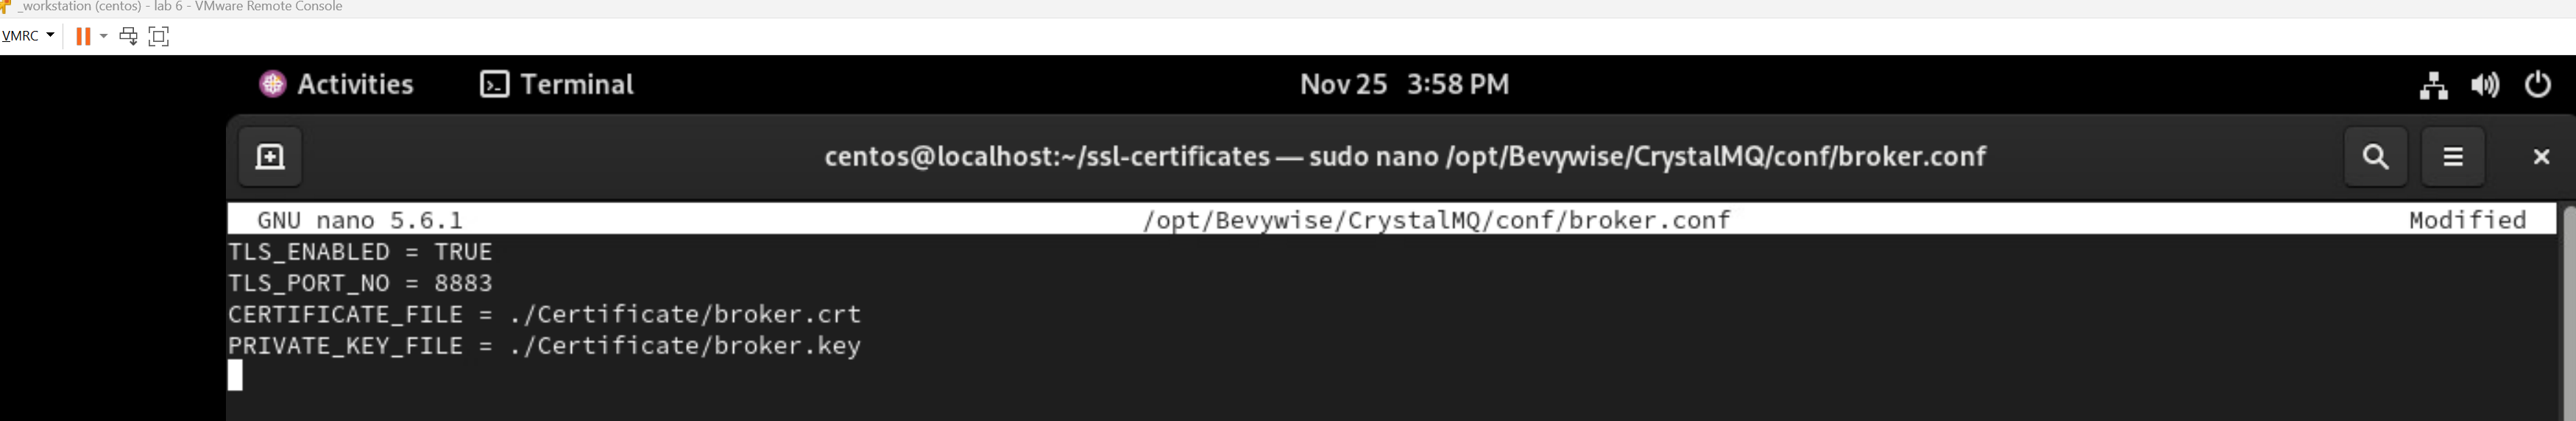 _workstation (centos) - lab 6 - VMware Remote Console
VMRC
Activities Terminal Nov 25 3:58 PM
centos@localhost:~/ssl-certificates — sudo nano /opt/Bevywise/CrystalMQ/conf/broker.conf
GNU nano 5.6.1 /opt/Bevywise/CrystalMQ/conf/broker.conf Modified
TLS_ENABLED = TRUE
TLS_PORT_NO = 8883
CERTIFICATE_FILE = ./Certificate/broker.crt
PRIVATE_KEY_FILE = ./Certificate/broker.key